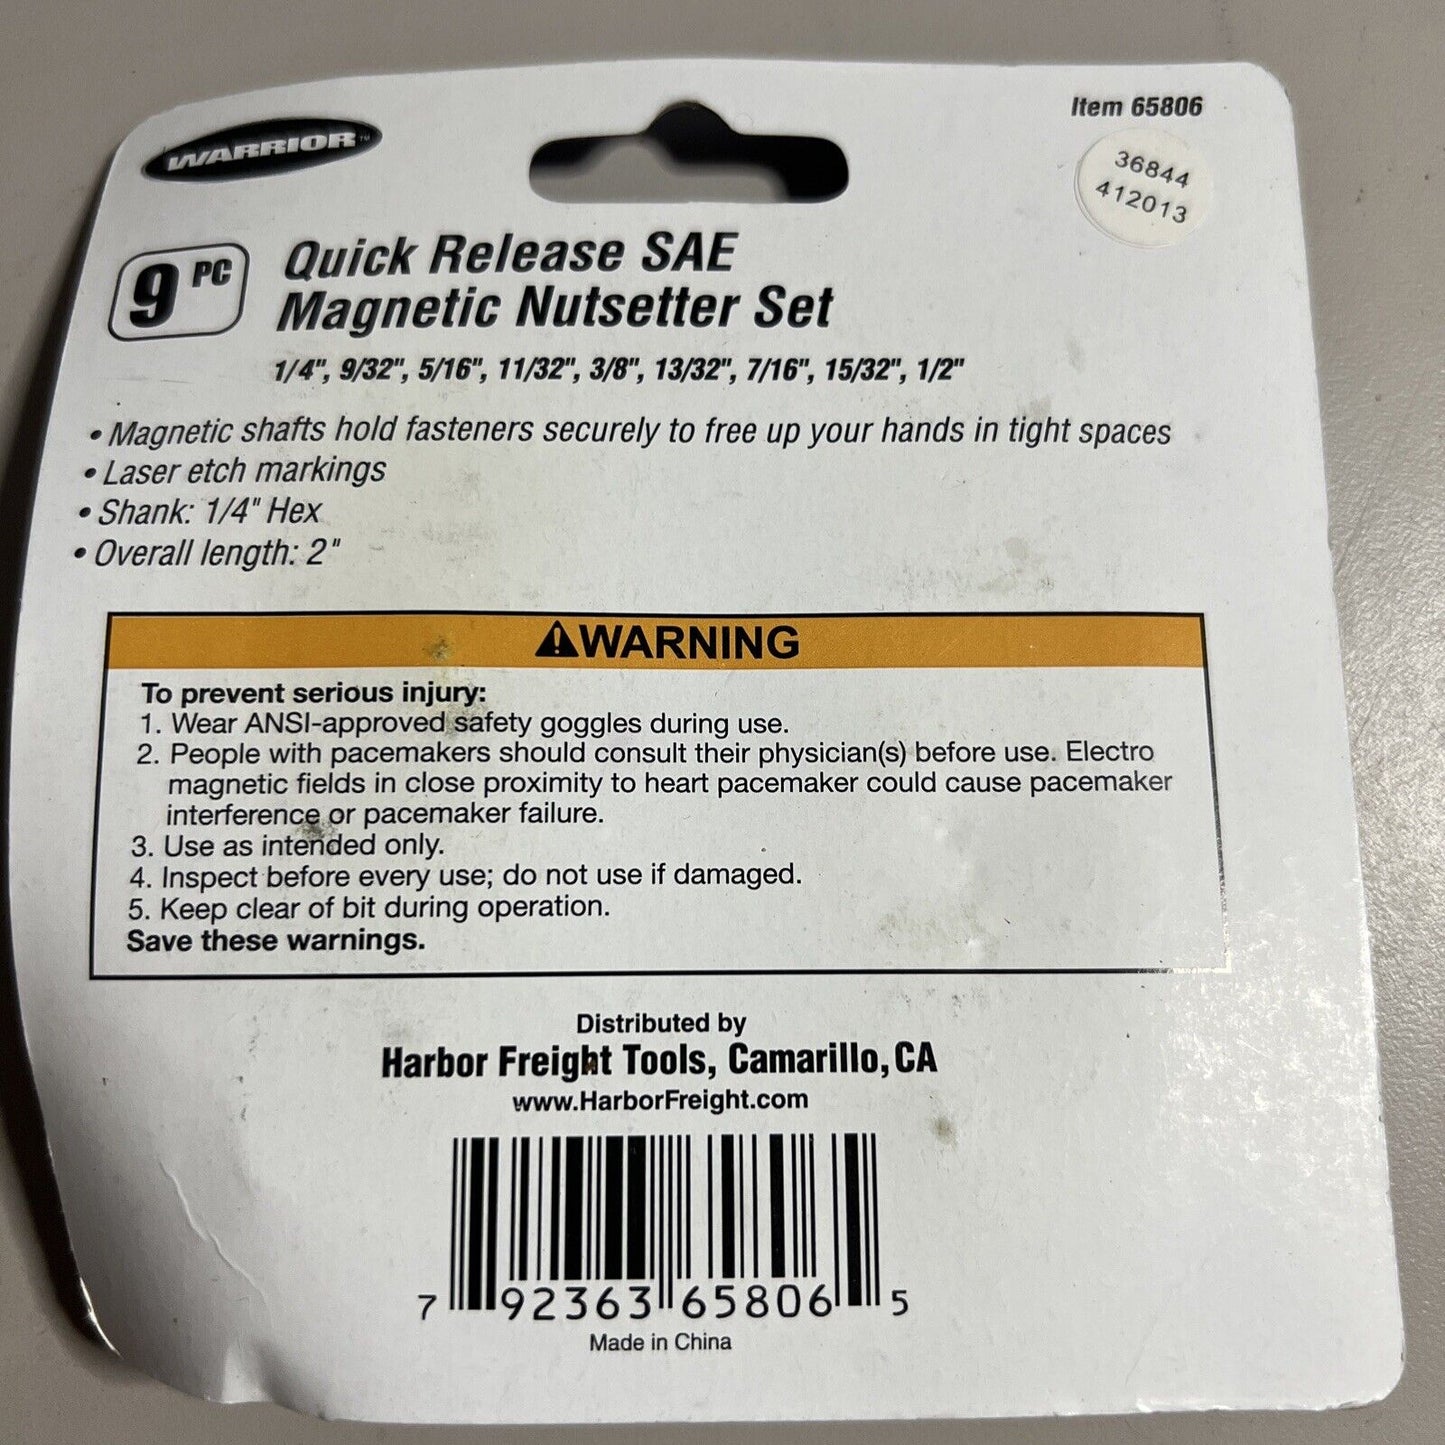 WARRIOR™
Item 65806
36844
412013
9 PC
Quick Release SAE
Magnetic Nutsetter Set
1/4", 9/32", 5/16", 11/32", 3/8", 13/32", 7/16", 15/32", 1/2"
• Magnetic shafts hold fasteners securely to free up your hands in tight spaces
• Laser etch markings
• Shank: 1/4" Hex
• Overall length: 2"
⚠WARNING
To prevent serious injury:
1. Wear ANSI-approved safety goggles during use.
2. People with pacemakers should consult their physician(s) before use. Electro
magnetic fields in close proximity to heart pacemaker could cause pacemaker
interference or pacemaker failure.
3. Use as intended only.
4. Inspect before every use; do not use if damaged.
5. Keep clear of bit during operation.
Save these warnings.
Distributed by
Harbor Freight Tools, Camarillo, CA
www.HarborFreight.com
7 92363 65806 5
Made in China